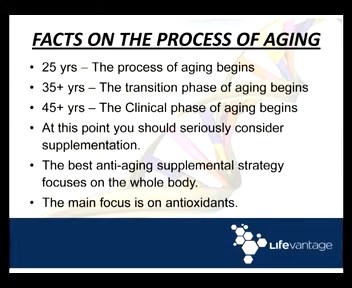 FACTS ON THE PROCESS OF AGING
• 25 yrs – The process of aging begins
• 35+ yrs – The transition phase of aging begins
• 45+ yrs – The Clinical phase of aging begins
• At this point you should seriously consider
supplementation.
• The best anti-aging supplemental strategy
focuses on the whole body.
• The main focus is on antioxidants.
Lifevantage